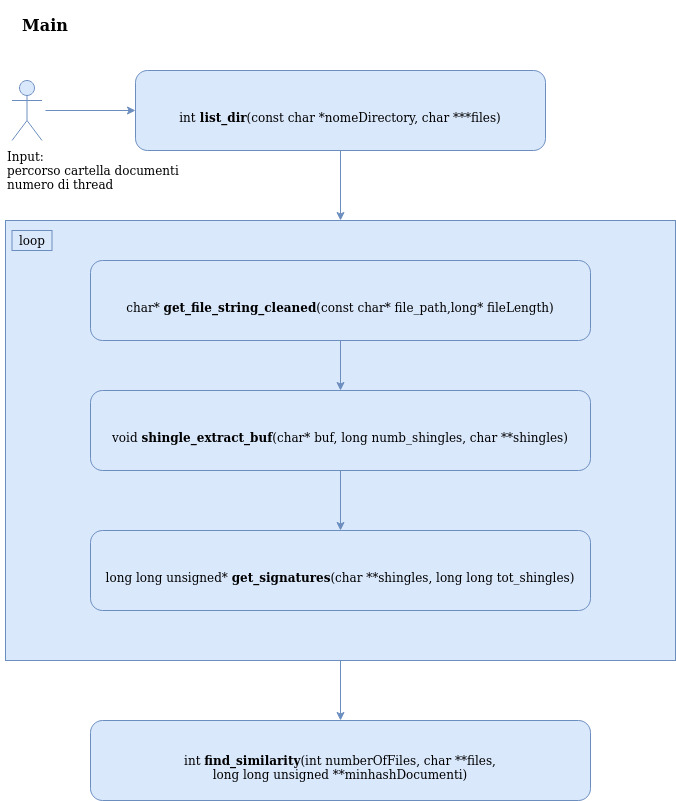 Main
int list_dir(const char *nomeDirectory, char ***files)
Input:
percorso cartella documenti
numero di thread
loop
char* get_file_string_cleaned(const char* file_path,long* fileLength)
void shingle_extract_buf(char* buf, long numb_shingles, char **shingles)
long long unsigned* get_signatures(char **shingles, long long tot_shingles)
int find_similarity(int numberOfFiles, char **files,
long long unsigned **minhashDocumenti)